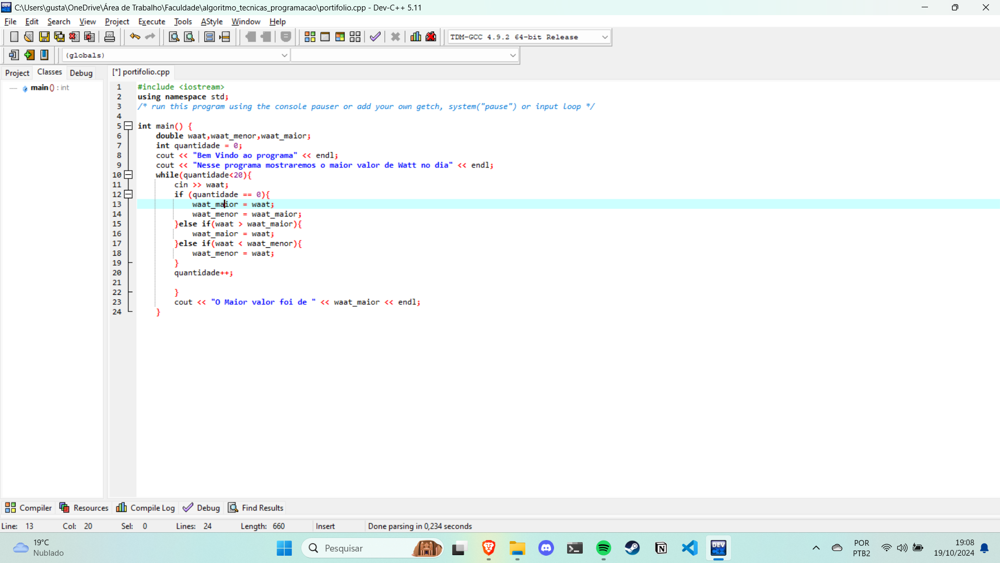 C:\Users\gusta\OneDrive\Área de Trabalho\Faculdade\algoritmo_tecnicas_programacao\portifolio.cpp - Dev-C++ 5.11
File Edit Search View Project Execute Tools AStyle Window Help
TDM-GCC 4.9.2 64-bit Release
(globals)
Project Classes Debug [*] portifolio.cpp
main () : int
1 #include <iostream>
2 using namespace std;
3 /* run this program using the console pauser or add your own getch, system("pause") or input loop */
4
5 int main() {
6 double waat,waat_menor,waat_maior;
7 int quantidade = 0;
8 cout << "Bem Vindo ao programa" << endl;
9 cout << "Nesse programa mostraremos o maior valor de Watt no dia" << endl;
10 while(quantidade<20){
11 cin >> waat;
12 if (quantidade == 0){
13 waat_maior = waat;
14 waat_menor = waat_maior;
15 }else if(waat > waat_maior){
16 waat_maior = waat;
17 }else if(waat < waat_menor){
18 waat_menor = waat;
19 }
20 quantidade++;
21
22 }
23 cout << "O Maior valor foi de " << waat_maior << endl;
24 }
Compiler Resources Compile Log Debug Find Results
Line: 13 Col: 20 Sel: 0 Lines: 24 Length: 660 Insert Done parsing in 0,234 seconds
19°C
Nublado
Pesquisar
DEV
C++
POR
PTB2
19:08
19/10/2024